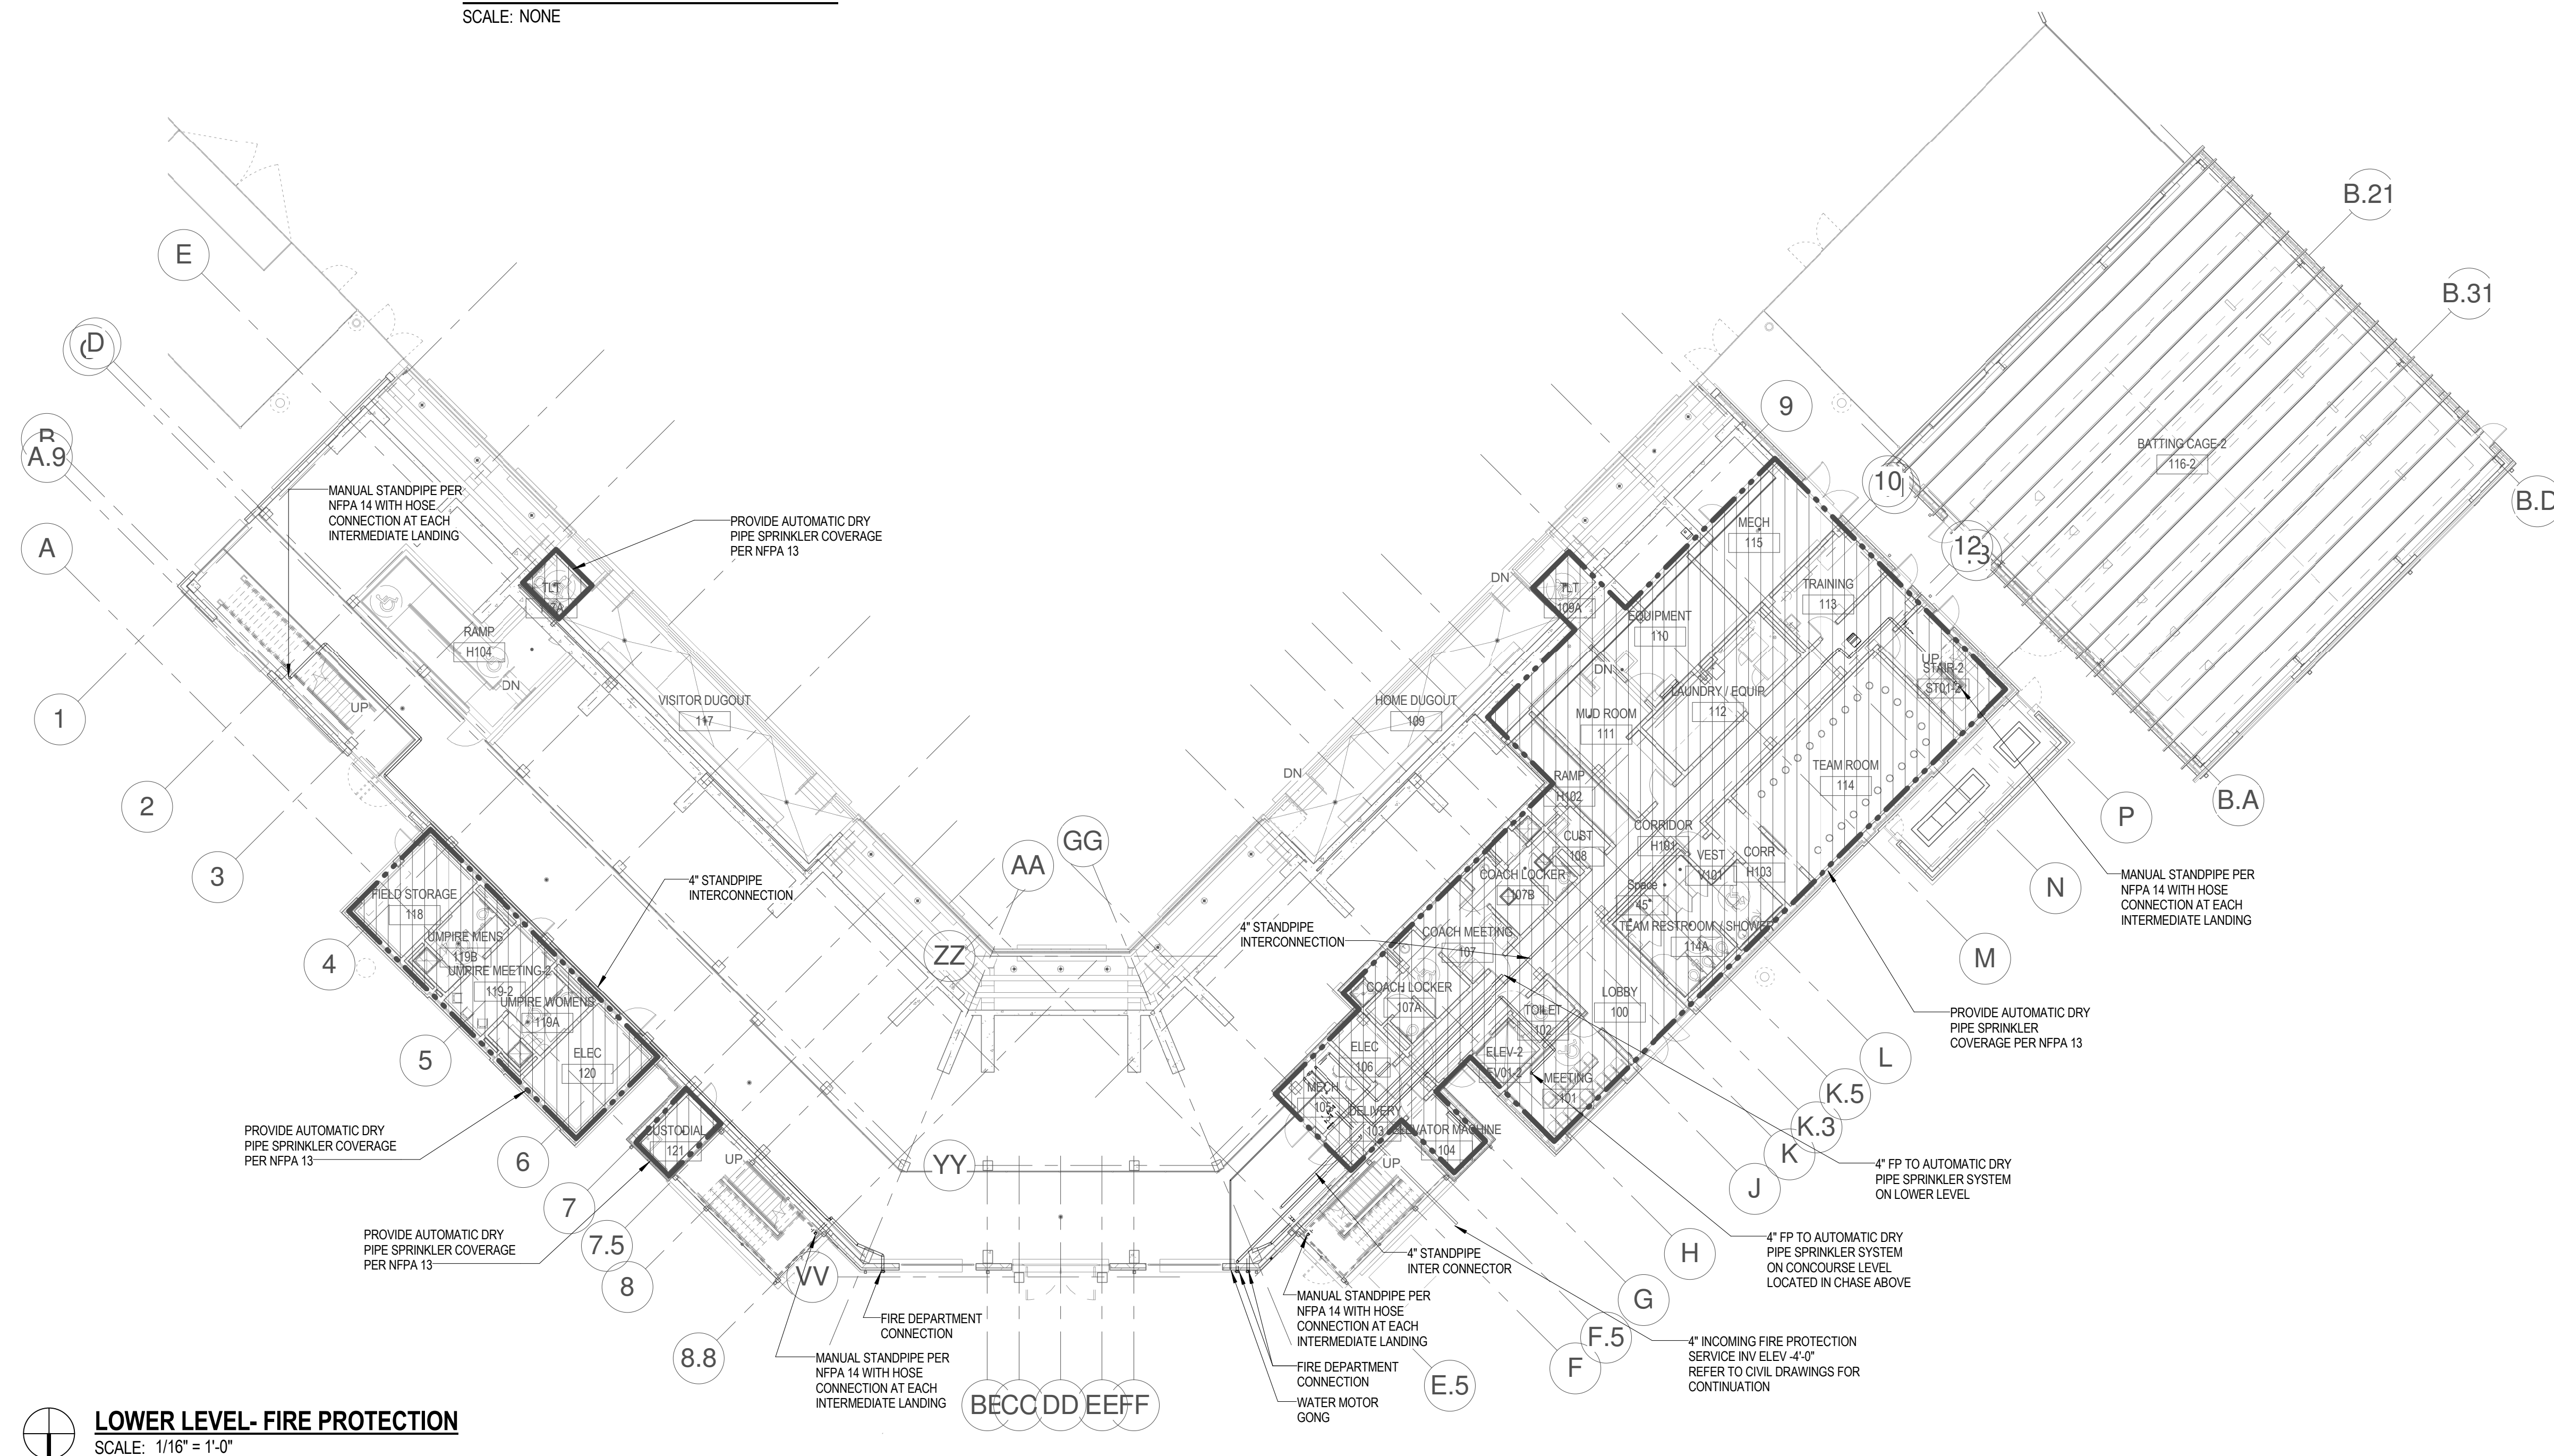 SCALE: NONE
B.21
E
B.31
D
9
B
A.9
BATTING CAGE-2
116-2
10
MANUAL STANDPIPE PER
NFPA 14 WITH HOSE
CONNECTION AT EACH
INTERMEDIATE LANDING
PROVIDE AUTOMATIC DRY
PIPE SPRINKLER COVERAGE
PER NFPA 13
B.D
MECH
115
A
12
DN
TLT
TLT
109A
TRAINING
113
EQUIPMENT
110
RAMP
H104
DN
DN
UP
STAIR-2
ST01-2
UP
VISITOR DUGOUT
117
HOME DUGOUT
109
LAUNDRY / EQUIP.
112
MUD ROOM
111
1
DN
RAMP
H102
TEAM ROOM
114
2
B.A
P
GG
AA
CUST
108
CORRIDOR
H101
VEST
V101
CORR
H103
3
4" STANDPIPE
INTERCONNECTION
COACH LOCKER
107B
Space
45
N
MANUAL STANDPIPE PER
NFPA 14 WITH HOSE
CONNECTION AT EACH
INTERMEDIATE LANDING
FIELD STORAGE
118
4" STANDPIPE
INTERCONNECTION
COACH MEETING
107
TEAM RESTROOM / SHOWER
114A
UMPIRE MENS
119B
ZZ
M
4
UMPIRE MEETING-2
119-2
UMPIRE WOMENS
119A
COACH LOCKER
107A
LOBBY
100
TOILET
102
PROVIDE AUTOMATIC DRY
PIPE SPRINKLER
COVERAGE PER NFPA 13
ELEC
120
ELEC
106
ELEV-2
EV01-2
L
5
MECH
105
MEETING
101
K.5
DELIVERY
103
ELEVATOR MACHINE
104
K.3
PROVIDE AUTOMATIC DRY
PIPE SPRINKLER COVERAGE
PER NFPA 13
CUSTODIAL
121
UP
UP
K
6
YY
4" FP TO AUTOMATIC DRY
PIPE SPRINKLER SYSTEM
ON LOWER LEVEL
J
7
PROVIDE AUTOMATIC DRY
PIPE SPRINKLER COVERAGE
PER NFPA 13
7.5
H
4" FP TO AUTOMATIC DRY
PIPE SPRINKLER SYSTEM
ON CONCOURSE LEVEL
LOCATED IN CHASE ABOVE
4" STANDPIPE
INTER CONNECTOR
VV
8
G
MANUAL STANDPIPE PER
NFPA 14 WITH HOSE
CONNECTION AT EACH
INTERMEDIATE LANDING
FIRE DEPARTMENT
CONNECTION
F.5
8.8
MANUAL STANDPIPE PER
NFPA 14 WITH HOSE
CONNECTION AT EACH
INTERMEDIATE LANDING
4" INCOMING FIRE PROTECTION
SERVICE INV ELEV -4'-0"
REFER TO CIVIL DRAWINGS FOR
CONTINUATION
F
FIRE DEPARTMENT
CONNECTION
E.5
CC DD EE FF
WATER MOTOR
GONG
LOWER LEVEL- FIRE PROTECTION
SCALE: 1/16" = 1'-0"